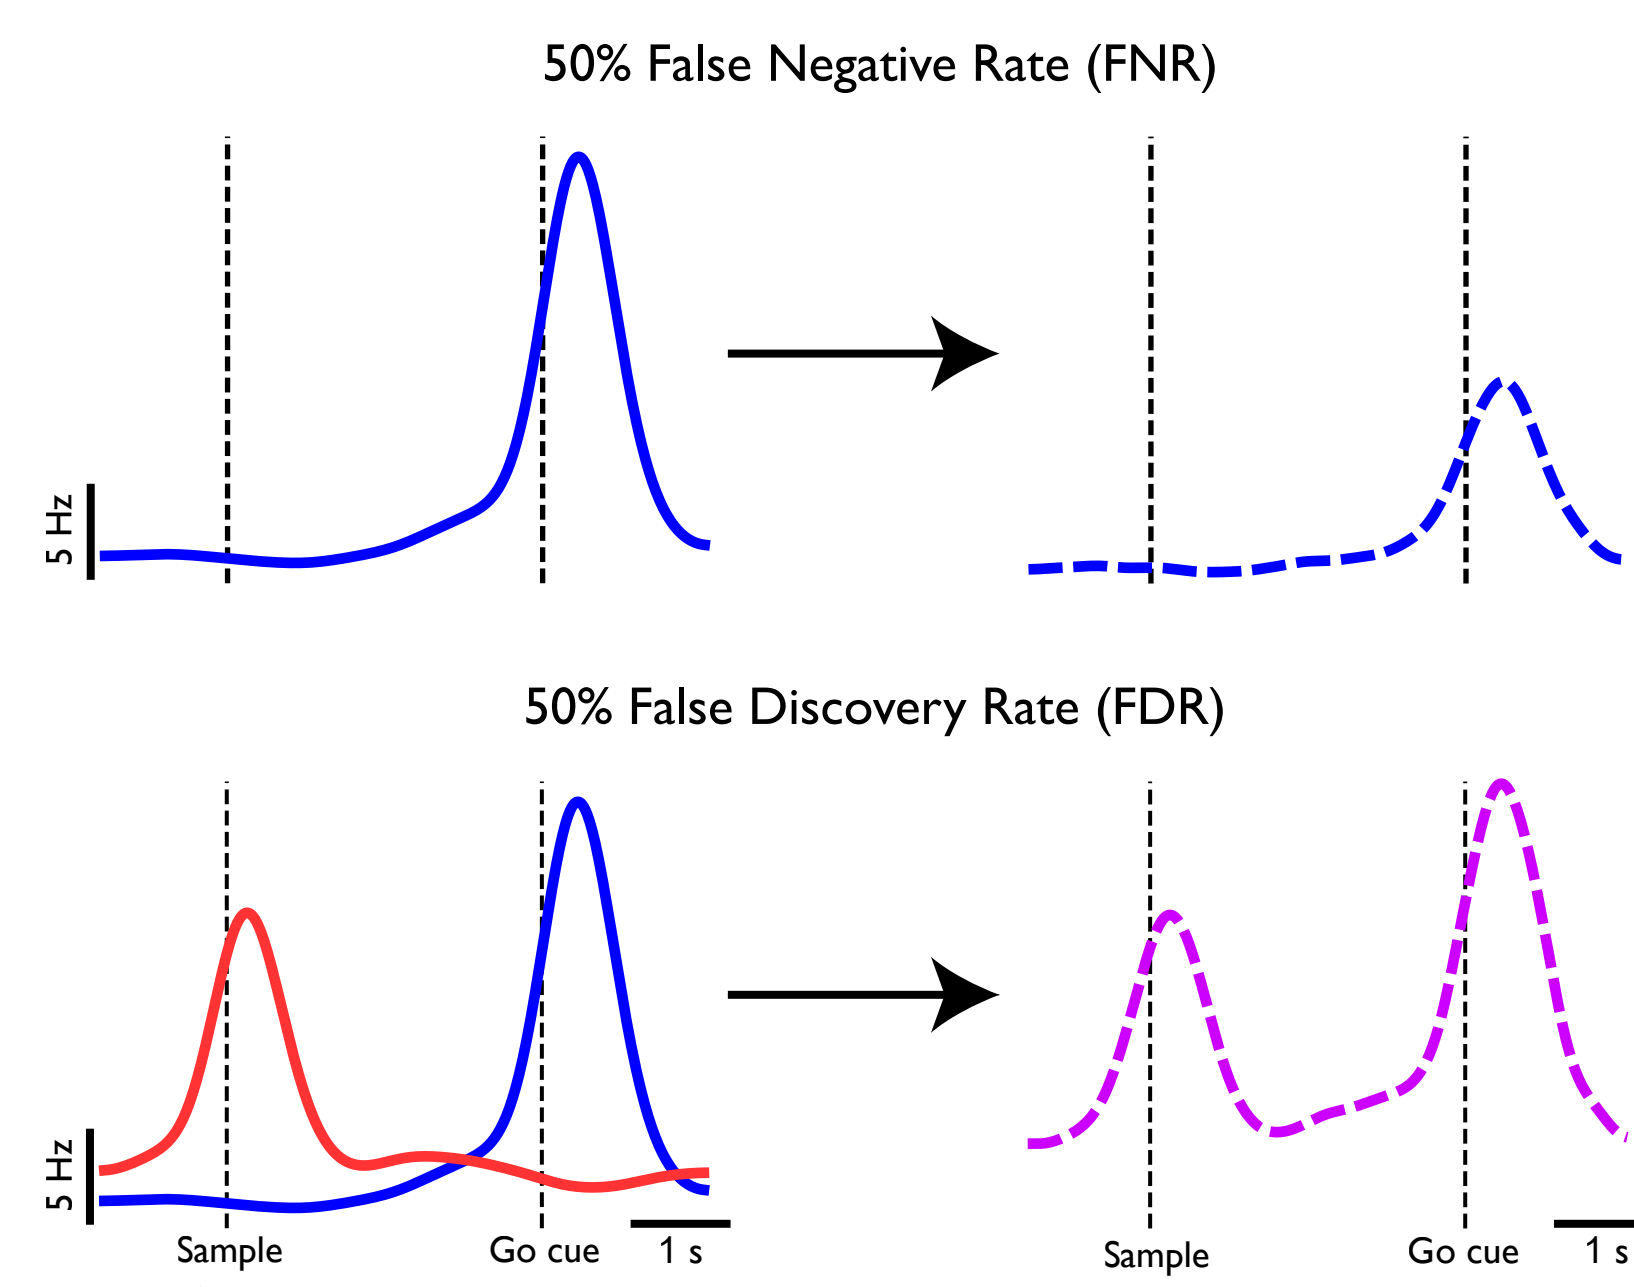 50% False Negative Rate (FNR)
5 Hz
50% False Discovery Rate (FDR)
5 Hz
Sample
Go cue
1 s
Sample
Go cue
1 s